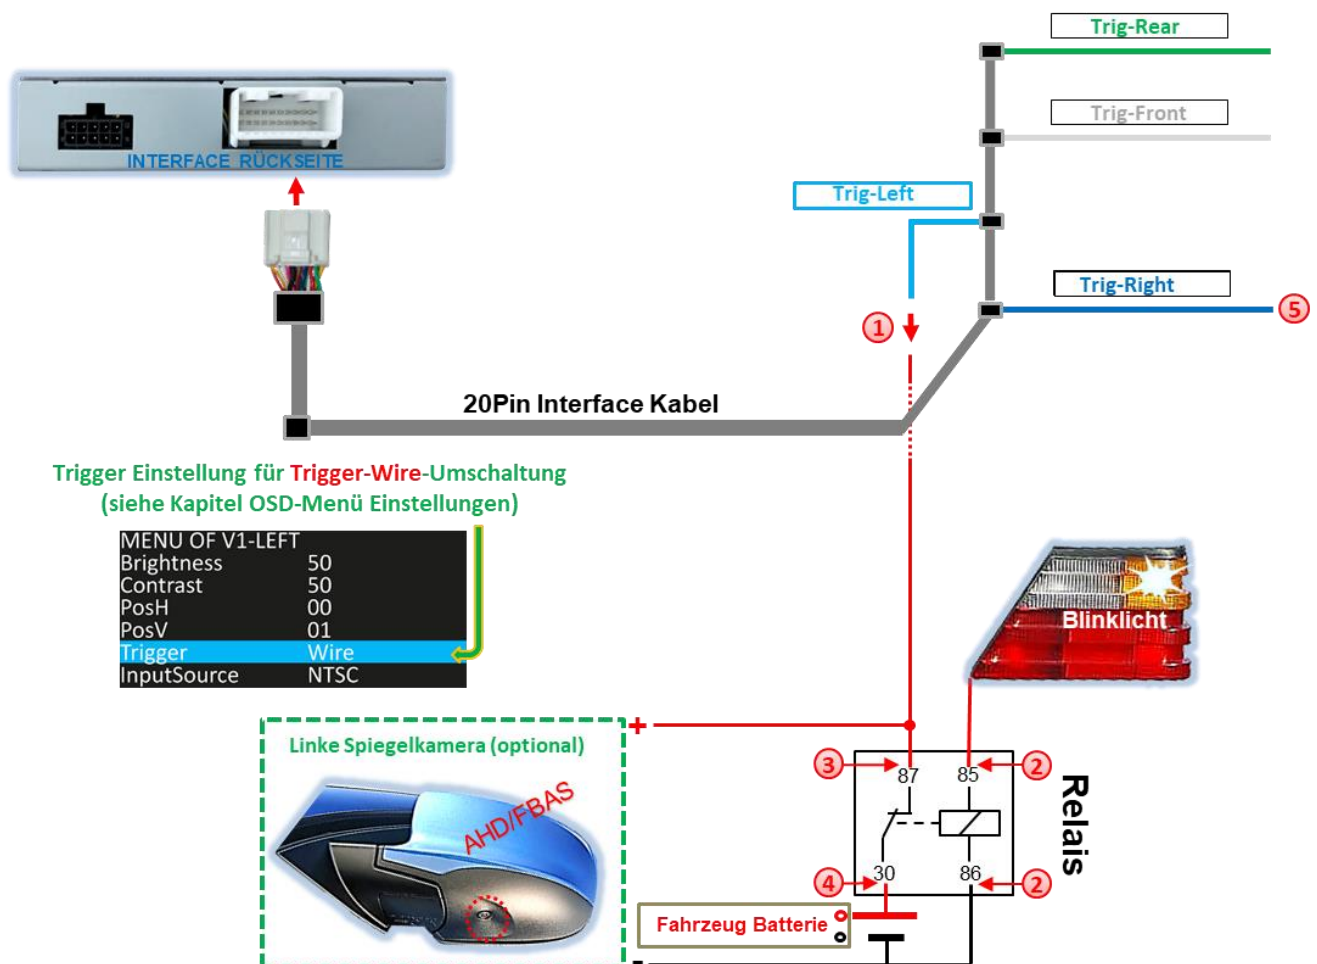 Trig-Rear
Trig-Front
INTERFACE RÜCKSEITE
Trig-Left
Trig-Right
5
1
20Pin Interface Kabel
Trigger Einstellung für Trigger-Wire-Umschaltung
(siehe Kapitel OSD-Menü Einstellungen)
MENU OF V1-LEFT
Brightness 50
Contrast 50
PosH 00
PosV 01
Trigger Wire
InputSource NTSC
Blinklicht
+
Linke Spiegelkamera (optional)
AHD/FBAS
3
87
85
2
Relais
4
30
86
2
Fahrzeug Batterie
-